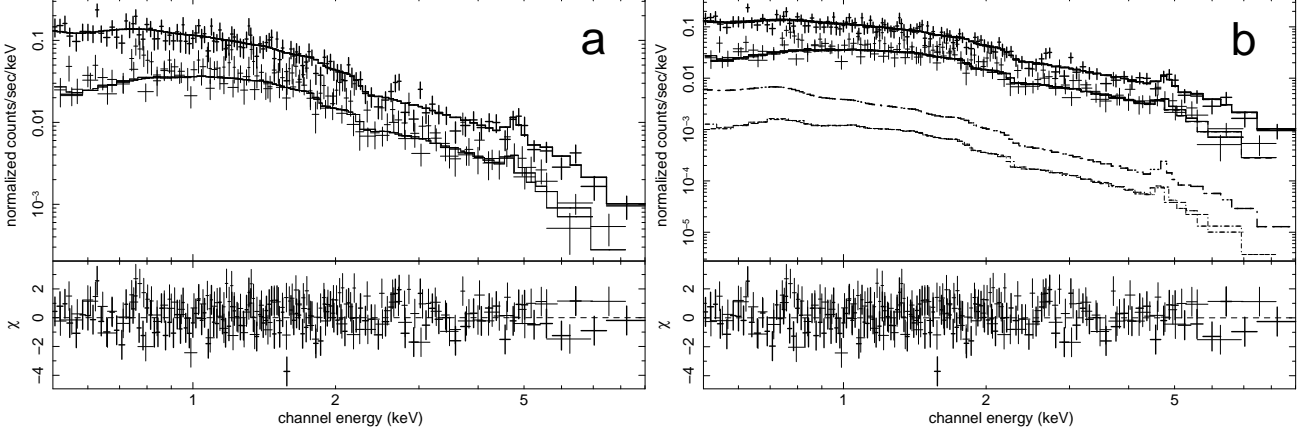 a
normalized counts/sec/keV
0.1
0.01
10⁻³
χ
2
0
−2
−4
1
2
5
channel energy (keV)
b
normalized counts/sec/keV
0.1
0.01
10⁻³
10⁻⁴
10⁻⁵
χ
2
0
−2
−4
1
2
5
channel energy (keV)